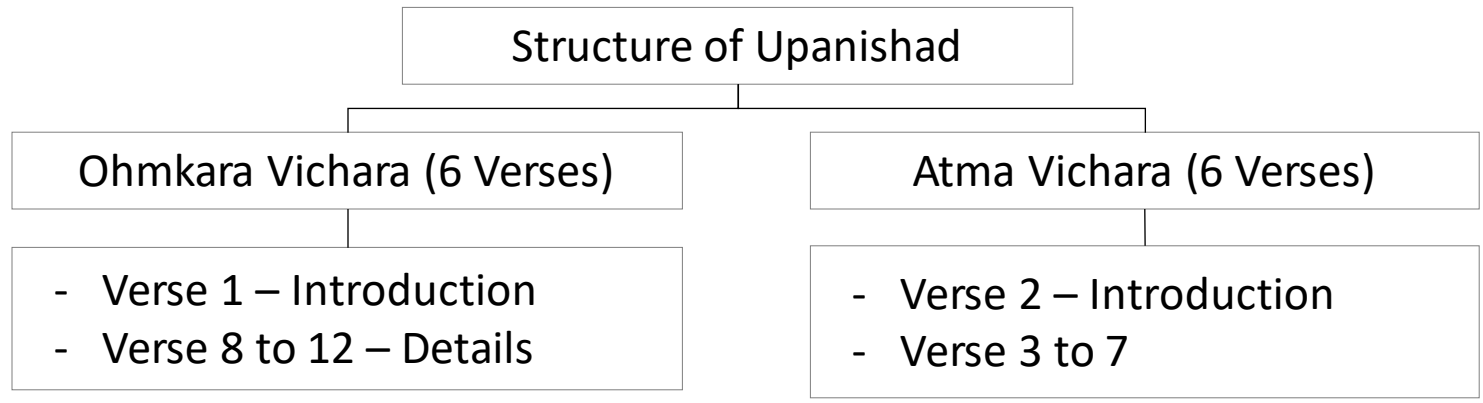 Structure of Upanishad
Ohmkara Vichara (6 Verses)
- Verse 1 – Introduction
- Verse 8 to 12 – Details
Atma Vichara (6 Verses)
- Verse 2 – Introduction
- Verse 3 to 7